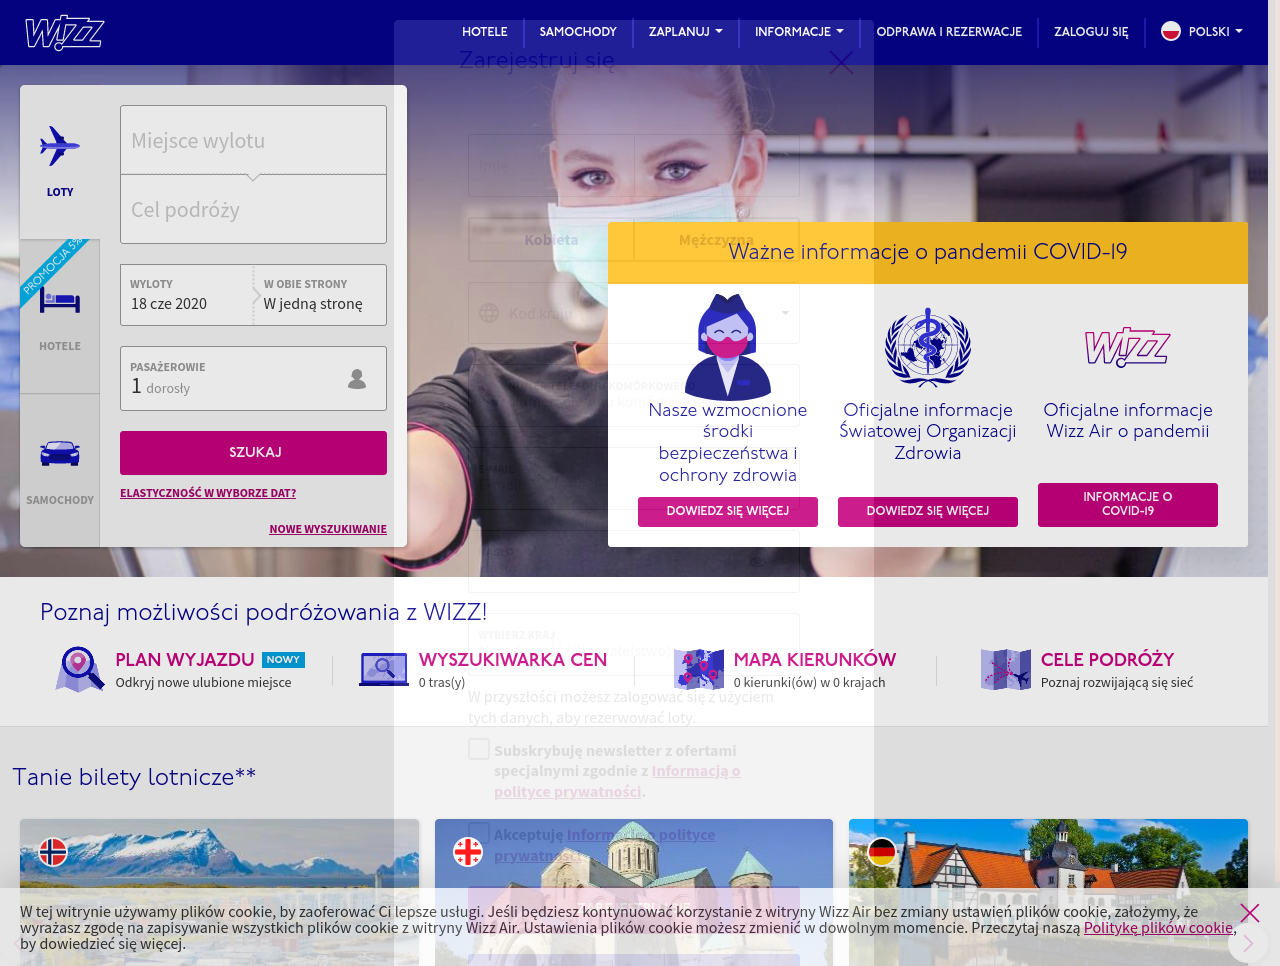 Wizz
HOTELE
SAMOCHODY
ZAPLANUJ
INFORMACJE
ODPRAWA I REZERWACJE
ZALOGUJ SIĘ
POLSKI
Zarejestruj się
LOTY
PROMOCJA 5%
HOTELE
SAMOCHODY
Miejsce wylotu
Cel podróży
WYLOTY
18 cze 2020
W OBIE STRONY
W jedną stronę
PASAŻEROWIE
1 dorosły
SZUKAJ
ELASTYCZNOŚĆ W WYBORZE DAT?
NOWE WYSZUKIWANIE
Kobieta
Mężczyzna
Kod kraju
WYBIERZ KRAJ
W przyszłości możesz zalogować się z użyciem
tych danych, aby rezerwować loty.
Subskrybuję newsletter z ofertami
specjalnymi zgodnie z Informacją o
polityce prywatności.
Akceptuję Informację o polityce
prywatności
Ważne informacje o pandemii COVID-19
Nasze wzmocnione
środki
bezpieczeństwa i
ochrony zdrowia
DOWIEDZ SIĘ WIĘCEJ
Oficjalne informacje
Światowej Organizacji
Zdrowia
DOWIEDZ SIĘ WIĘCEJ
Wizz
Oficjalne informacje
Wizz Air o pandemii
INFORMACJE O
COVID-19
Poznaj możliwości podróżowania z WIZZ!
PLAN WYJAZDU NOWY
Odkryj nowe ulubione miejsce
WYSZUKIWARKA CEN
0 tras(y)
MAPA KIERUNKÓW
0 kierunki(ów) w 0 krajach
CELE PODRÓŻY
Poznaj rozwijającą się sieć
Tanie bilety lotnicze**
W tej witrynie używamy plików cookie, by zaoferować Ci lepsze usługi. Jeśli będziesz kontynuować korzystanie z witryny Wizz Air bez zmiany ustawień plików cookie, założymy, że
wyrażasz zgodę na zapisywanie wszystkich plików cookie z witryny Wizz Air. Ustawienia plików cookie możesz zmienić w dowolnym momencie. Przeczytaj naszą Politykę plików cookie,
by dowiedzieć się więcej.